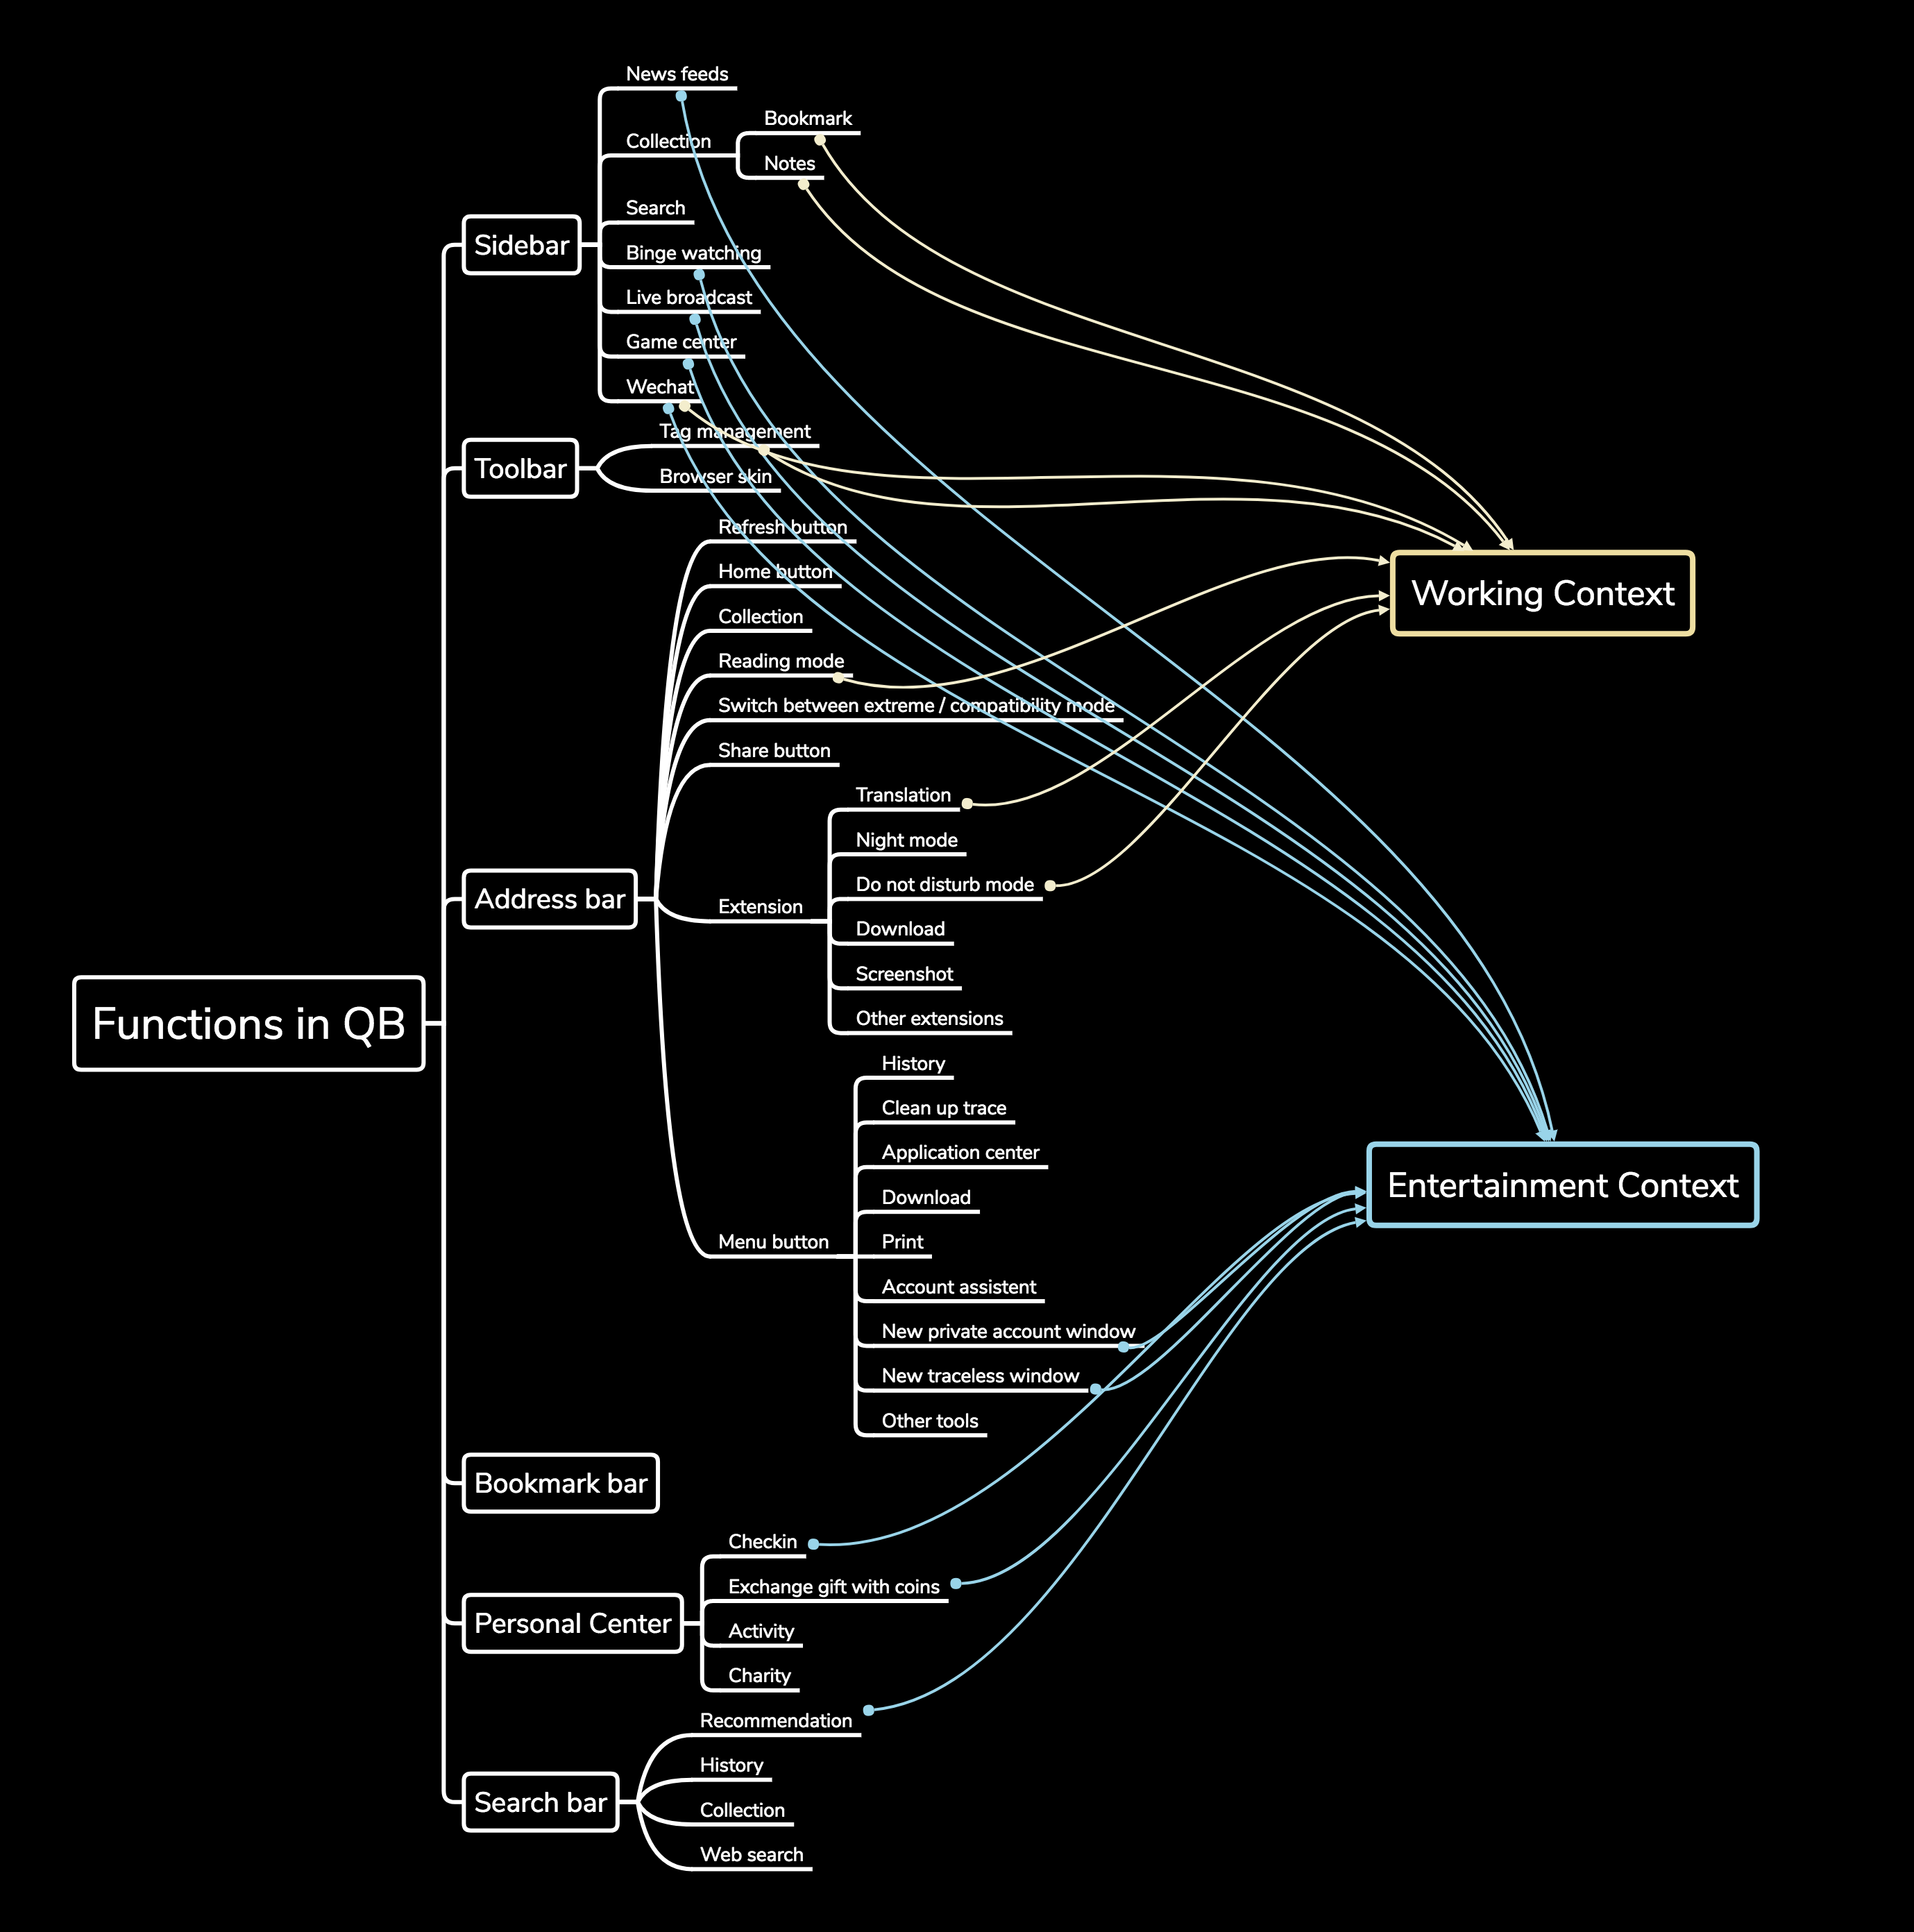 News feeds
Bookmark
Collection
Notes
Search
Sidebar
Binge watching
Live broadcast
Game center
Wechat
Tag management
Toolbar
Browser skin
Refresh button
Home button
Working Context
Collection
Reading mode
Switch between extreme / compatibility mode
Share button
Translation
Night mode
Do not disturb mode
Address bar
Extension
Download
Screenshot
Other extensions
Functions in QB
History
Clean up trace
Application center
Entertainment Context
Download
Menu button
Print
Account assistent
New private account window
New traceless window
Other tools
Bookmark bar
Checkin
Exchange gift with coins
Personal Center
Activity
Charity
Recommendation
History
Search bar
Collection
Web search